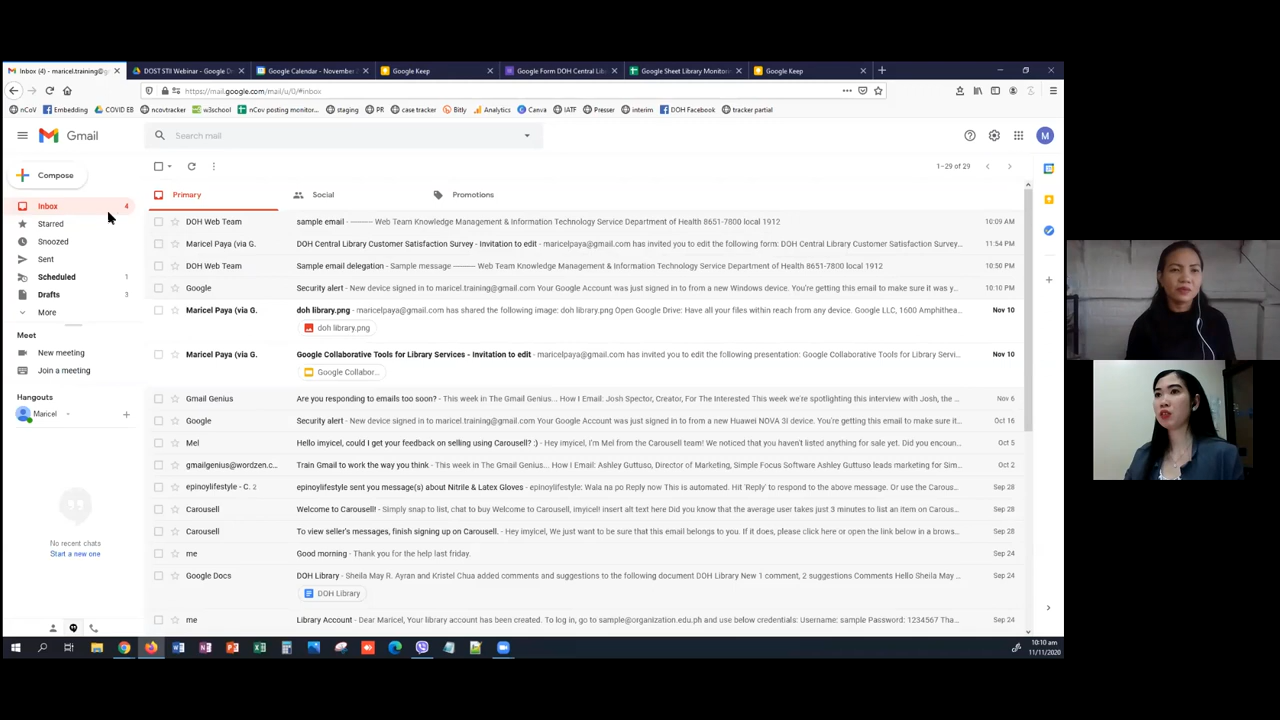 Inbox (4) - maricel.training@g
DOST STII Webinar - Google D
Google Calendar - November
Google Keep
Google Form DOH Central Lib
Google Sheet Library Monitor
Google Keep
https://mail.google.com/mail/u/0/#inbox
nCoV
Embedding
COVID EB
ncovtracker
w3school
nCov posting monitor...
staging
PR
case tracker
Bitly
Analytics
Canva
IATF
Presser
interim
DOH Facebook
tracker partial
Gmail
Search mail
M
Compose
1–29 of 29
Inbox 4
Starred
Snoozed
Sent
Scheduled 1
Drafts 3
More
Meet
New meeting
Join a meeting
Hangouts
Maricel
No recent chats
Start a new one
Primary
Social
Promotions
DOH Web Team sample email - ---------- Web Team Knowledge Management & Information Technology Service Department of Health 8651-7800 local 1912 10:09 AM
Maricel Paya (via G. DOH Central Library Customer Satisfaction Survey - Invitation to edit - maricelpaya@gmail.com has invited you to edit the following form: DOH Central Library Customer Satisfaction Survey... 11:54 PM
DOH Web Team Sample email delegation - Sample message ---------- Web Team Knowledge Management & Information Technology Service Department of Health 8651-7800 local 1912 10:50 PM
Google Security alert - New device signed in to maricel.training@gmail.com Your Google Account was just signed in to from a new Windows device. You're getting this email to make sure it was y... 10:10 PM
Maricel Paya (via G. doh library.png - maricelpaya@gmail.com has shared the following image: doh library.png Open Google Drive: Have all your files within reach from any device. Google LLC, 1600 Amphithea... Nov 10
doh library.png
Maricel Paya (via G. Google Collaborative Tools for Library Services - Invitation to edit - maricelpaya@gmail.com has invited you to edit the following presentation: Google Collaborative Tools for Library Servi... Nov 10
Google Collabor...
Gmail Genius Are you responding to emails too soon? - This week in The Gmail Genius... How I Email: Josh Spector, Creator, For The Interested This week we're spotlighting this interview with Josh, the... Nov 6
Google Security alert - New device signed in to maricel.training@gmail.com Your Google Account was just signed in to from a new Huawei NOVA 3I device. You're getting this email to make sure it... Oct 16
Mel Hello imyicel, could I get your feedback on selling using Carousell? :) - Hi imyicel, I'm Mel from the Carousell team! We noticed that you haven't listed anything for sale yet. Did you encoun... Oct 5
gmailgenius@wordzen.c... Train Gmail to work the way you think - This week in The Gmail Genius... How I Email: Ashley Guttuso, Director of Marketing, Simple Focus Software Ashley Guttuso leads marketing for Sim... Oct 2
epinoylifestyle - C. 2 epinoylifestyle sent you message(s) about Nitrile & Latex Gloves - epinoylifestyle: Wala na po Reply now This is automated. Hit 'Reply' to respond to the above message. Or use the Carous... Sep 28
Carousell Welcome to Carousell! - Simply snap to list, chat to buy Welcome to Carousell, imyicel! insert alt text here Did you know that the average user takes just 3 minutes to list an item on Carous... Sep 28
Carousell To view seller's messages, finish signing up on Carousell. - Hey imyicel, We just want to be sure that this email belongs to you. If it does, please click here or open the link below in a brows... Sep 28
me Good morning - Thank you for the help last friday. Sep 24
Google Docs DOH Library - Sheila May R. Ayran and Kristel Chua added comments and suggestions to the following document DOH Library New 1 comment, 2 suggestions Comments Hello Sheila May ... Sep 24
DOH Library
me Library Account - Dear Maricel, Your library account has been created. To log in, go to sample@organization.edu.ph and use below credentials: Username: sample Password: 1234567 Tha... Sep 24
10:10 am
11/11/2020